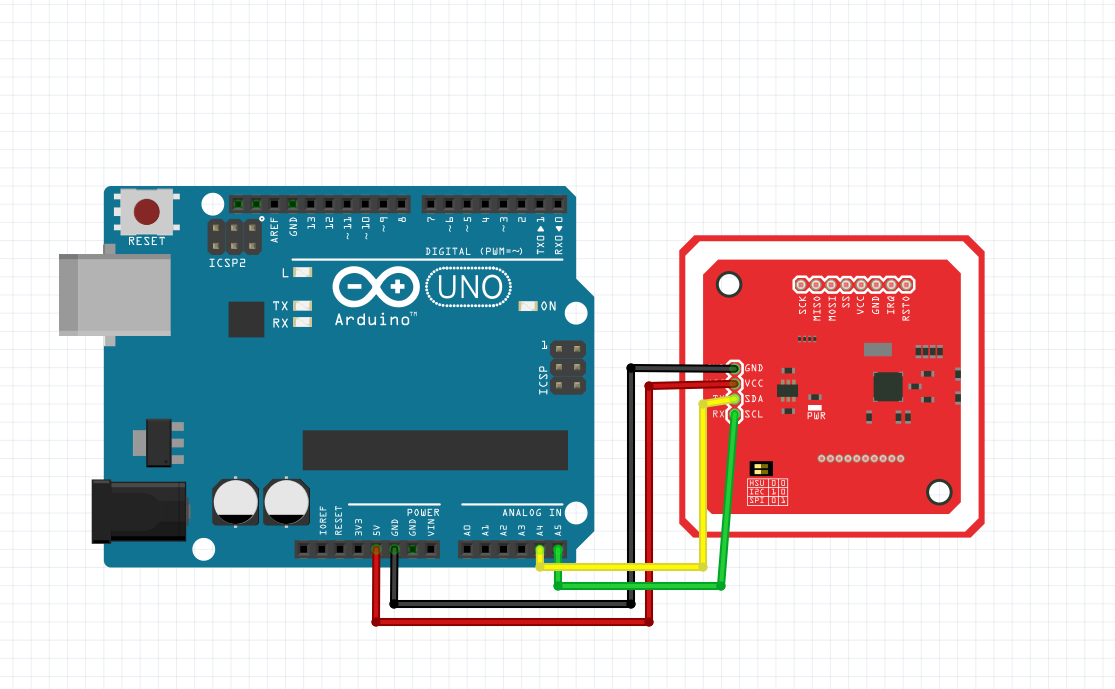 RESET
ICSP2
AREF
GND
13
12
~11
~10
~9
8
7
~6
~5
4
~3
2
TX0▶1
RX0◀0
DIGITAL (PWM=~)
L
TX
RX
Arduino™
UNO
ON
1
ICSP
IOREF
RESET
3V3
5V
GND
GND
VIN
POWER
A0
A1
A2
A3
A4
A5
ANALOG IN
SCK
MISO
MOSI
SS
VCC
GND
IRQ
RSTO
GND
VCC
SDA
RX SCL
PWR
HSU 0 0
I2C 1 0
SPI 0 1